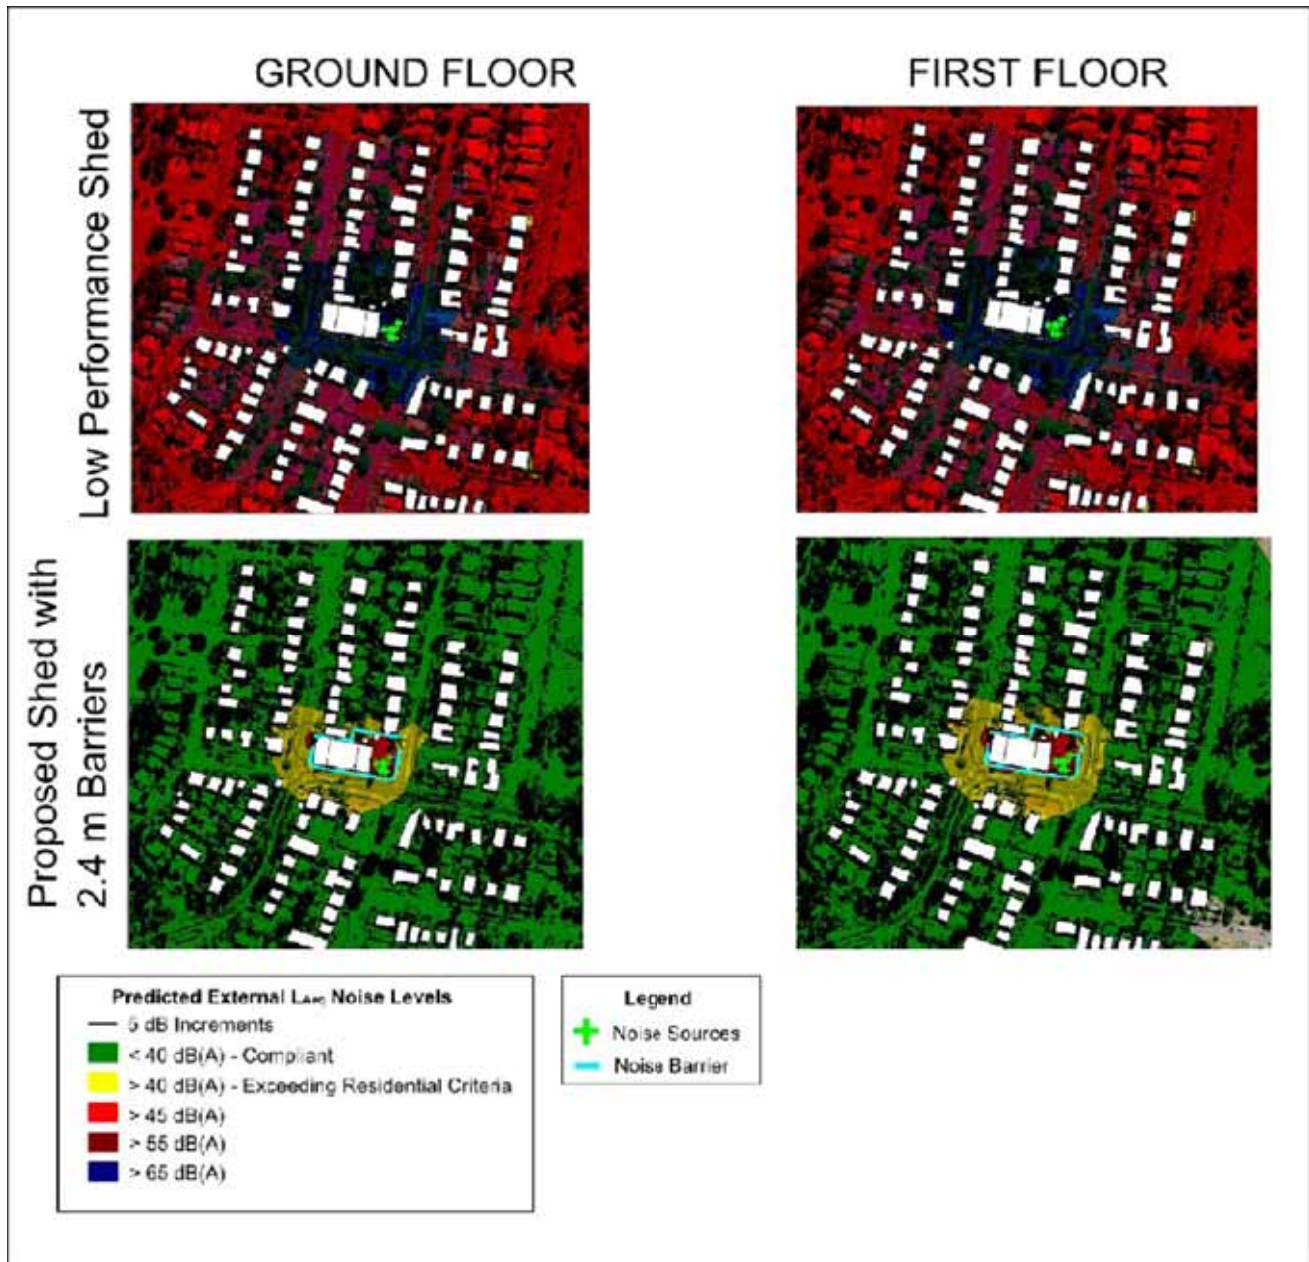 GROUND FLOOR
FIRST FLOOR
Low Performance Shed
Proposed Shed with
2.4 m Barriers
Predicted External LAeq Noise Levels
5 dB Increments
< 40 dB(A) - Compliant
> 40 dB(A) - Exceeding Residential Criteria
> 45 dB(A)
> 55 dB(A)
> 65 dB(A)
Legend
Noise Sources
Noise Barrier